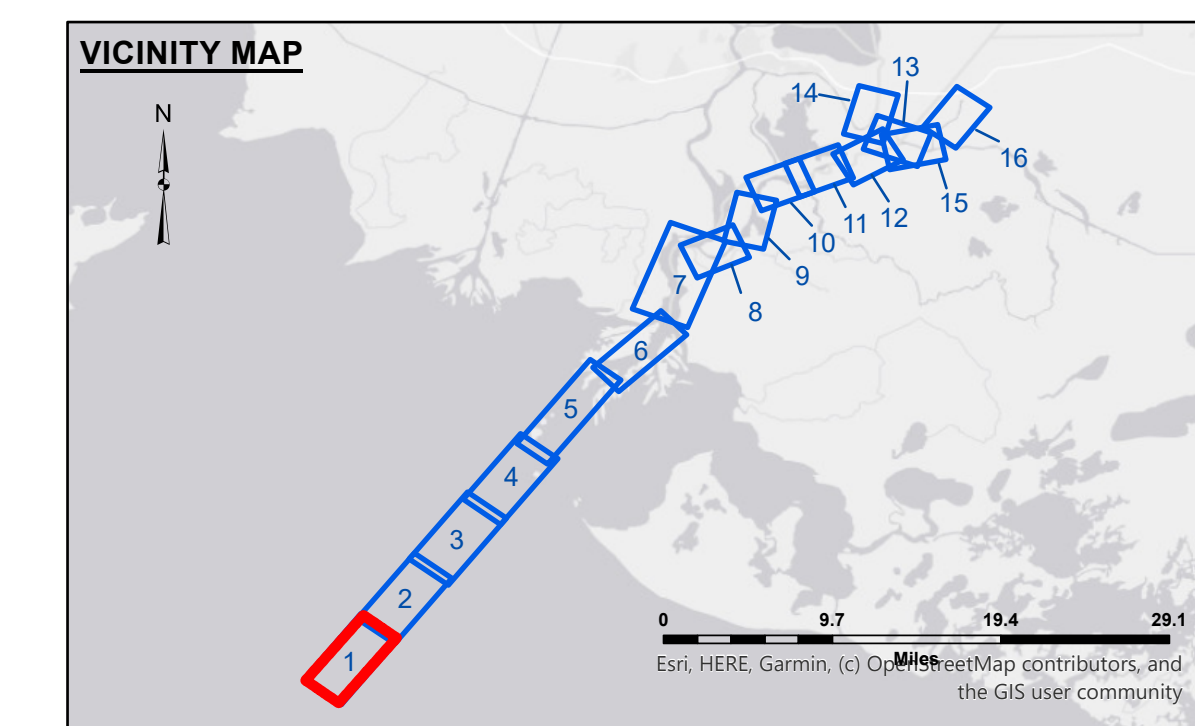 VICINITY MAP
N
13
14
16
15
12
11
10
9
8
7
6
5
4
3
2
1
0 9.7 19.4 29.1
Miles
Esri, HERE, Garmin, (c) OpenStreetMap contributors, and
the GIS user community